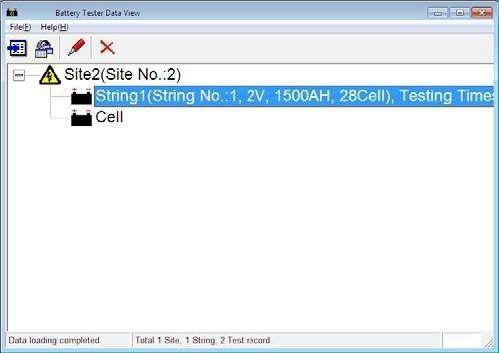 Battery Tester Data View
File(F) Help(H)
Site2(Site No.:2)
String1(String No.:1, 2V, 1500AH, 28Cell), Testing Times
Cell
Data loading completed Total 1 Site, 1 String, 2 Test record